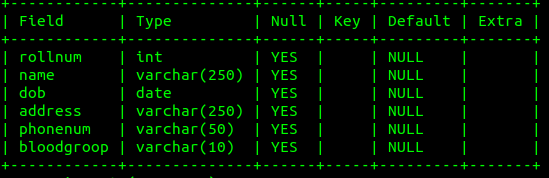 +------------+--------------+------+-----+---------+-------+
| Field      | Type         | Null | Key | Default | Extra |
+------------+--------------+------+-----+---------+-------+
| rollnum    | int          | YES  |     | NULL    |       |
| name       | varchar(250) | YES  |     | NULL    |       |
| dob        | date         | YES  |     | NULL    |       |
| address    | varchar(250) | YES  |     | NULL    |       |
| phonenum   | varchar(50)  | YES  |     | NULL    |       |
| bloodgroop | varchar(10)  | YES  |     | NULL    |       |
+------------+--------------+------+-----+---------+-------+